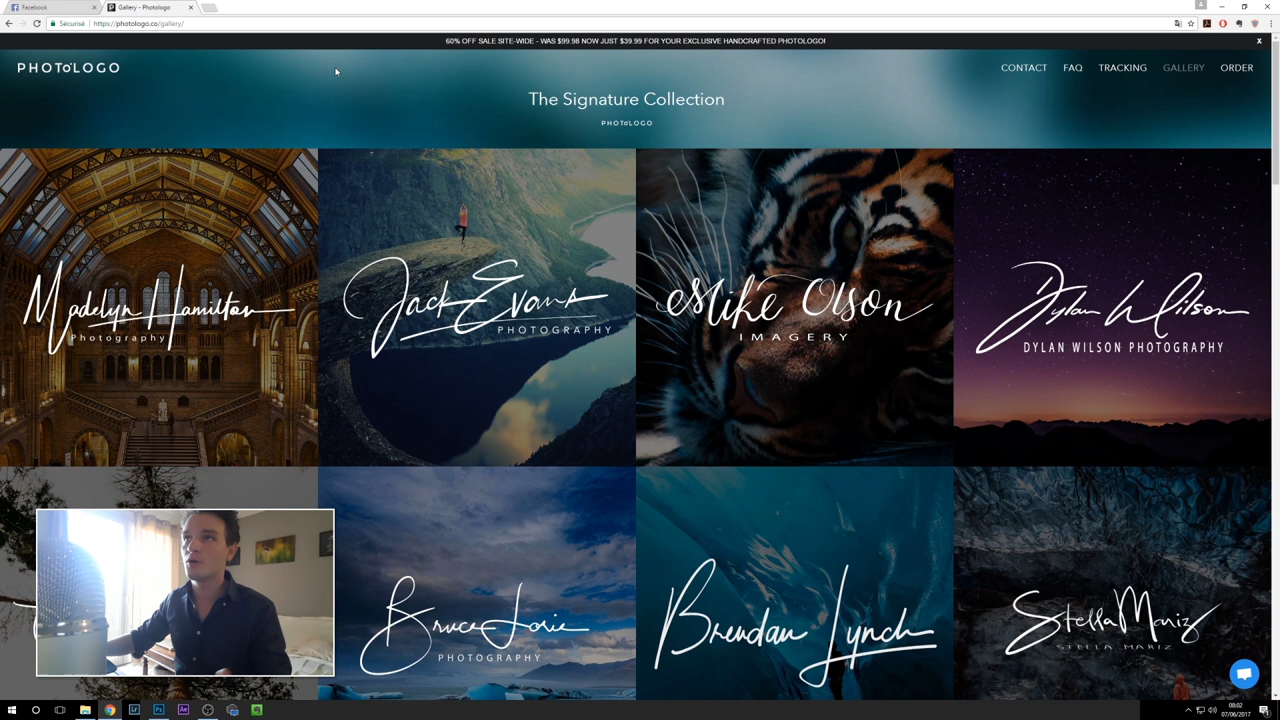 Facebook
Gallery - Photologo
Sécurisé
https://photologo.co/gallery/
60% OFF SALE SITE-WIDE - WAS $99.98 NOW JUST $39.99 FOR YOUR EXCLUSIVE HANDCRAFTED PHOTOLOGO!
X
PHOTOLOGO
CONTACT
FAQ
TRACKING
GALLERY
ORDER
The Signature Collection
PHOTOLOGO
Madelyn Hamilton
Photography
Jack Evans
PHOTOGRAPHY
Mike Olson
IMAGERY
Dylan Wilson
DYLAN WILSON PHOTOGRAPHY
Bruce Lorie
PHOTOGRAPHY
Brendan Lynch
Stella Mariz
STELLA MARIZ
Lr
Ps
Ae
08:02
07/06/2017